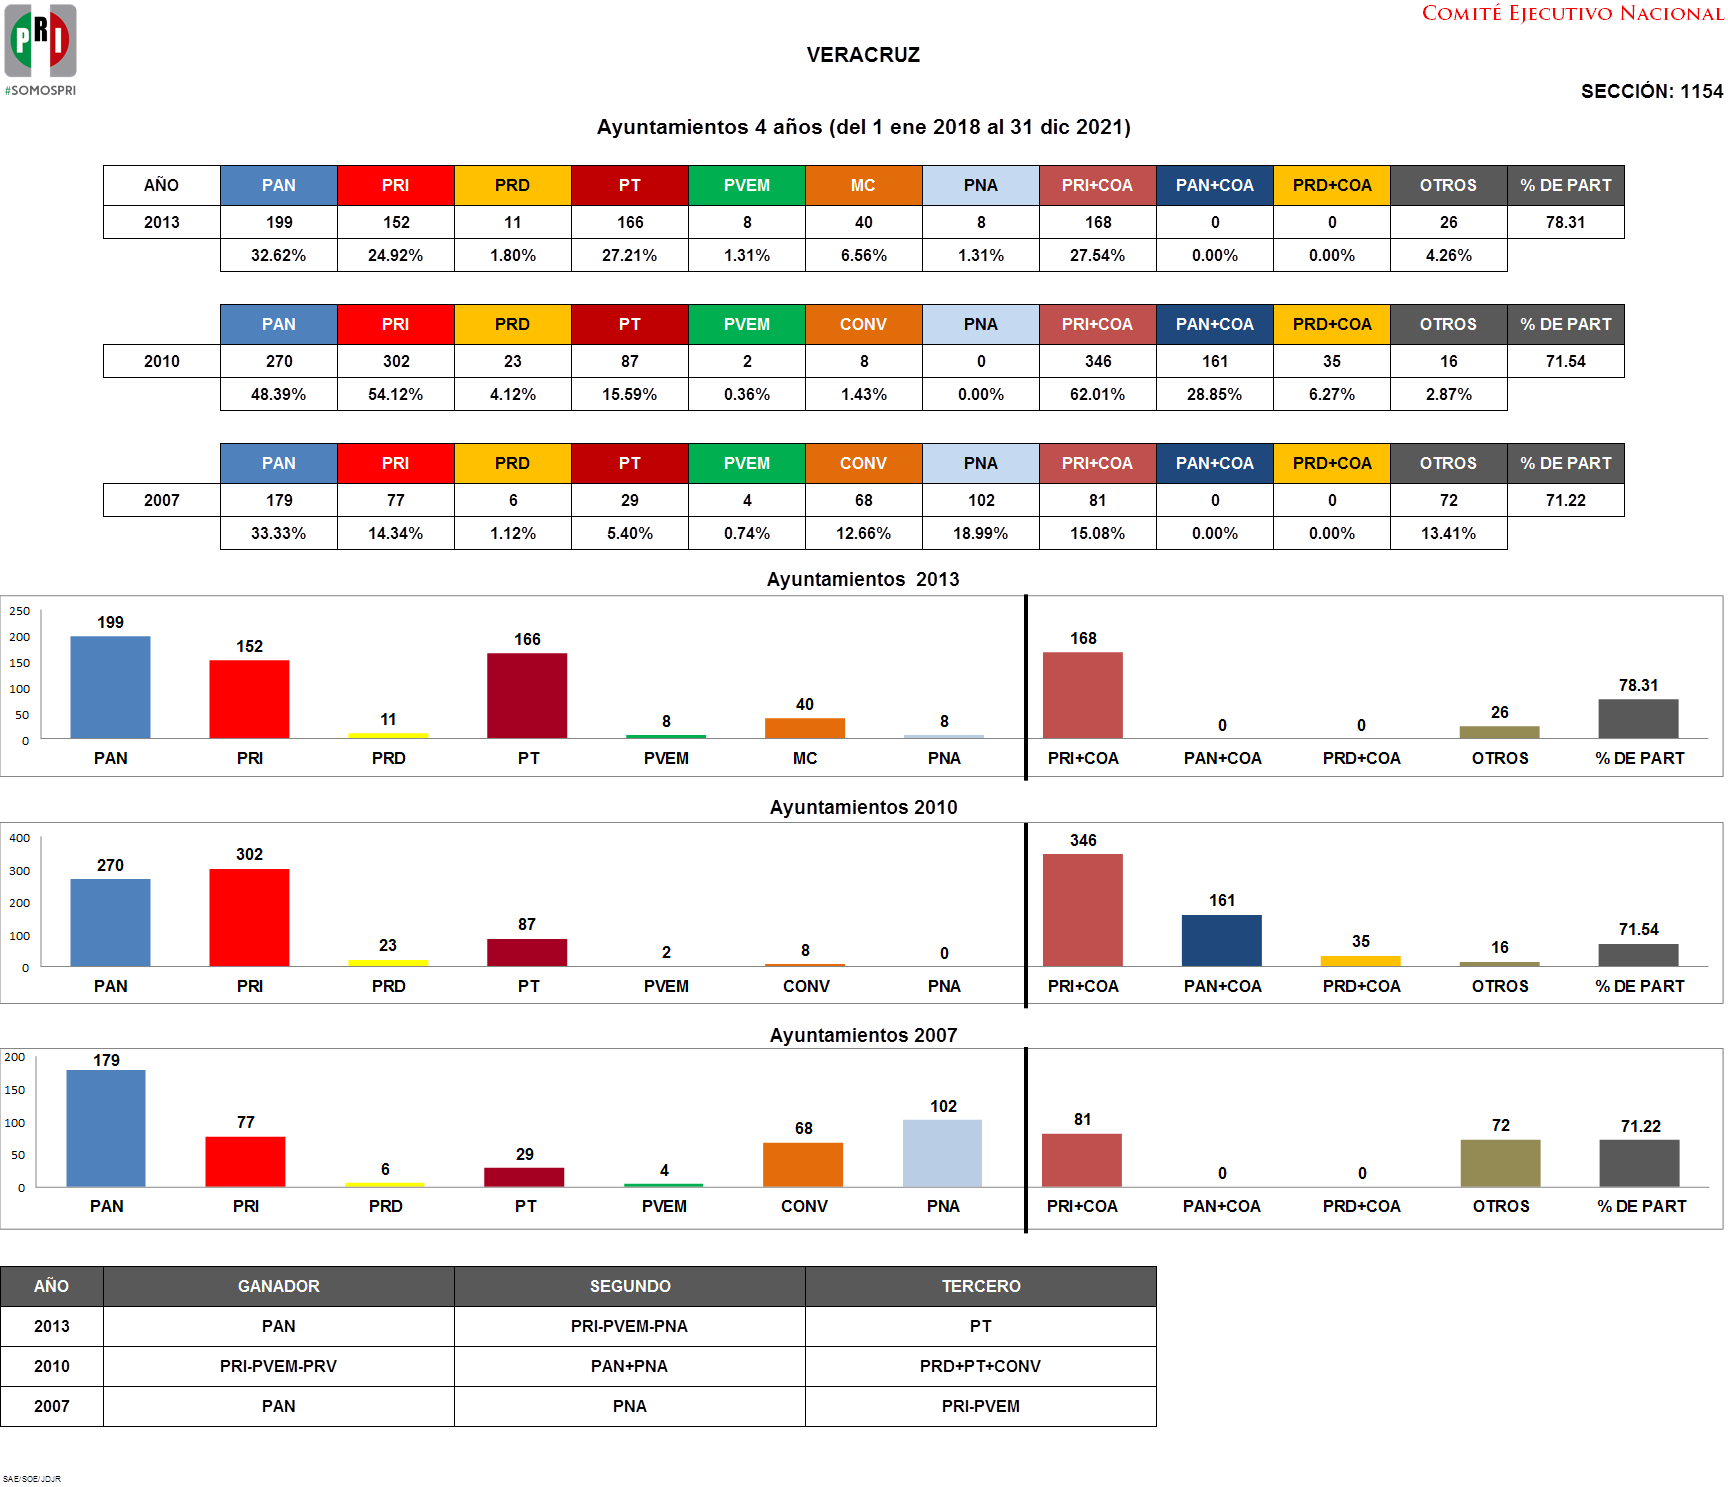 PRI
#SOMOSPRI
COMITÉ EJECUTIVO NACIONAL
VERACRUZ
SECCIÓN: 1154
Ayuntamientos 4 años (del 1 ene 2018 al 31 dic 2021)
AÑO PAN PRI PRD PT PVEM MC PNA PRI+COA PAN+COA PRD+COA OTROS % DE PART
2013 199 152 11 166 8 40 8 168 0 0 26 78.31
32.62% 24.92% 1.80% 27.21% 1.31% 6.56% 1.31% 27.54% 0.00% 0.00% 4.26%
PAN PRI PRD PT PVEM CONV PNA PRI+COA PAN+COA PRD+COA OTROS % DE PART
2010 270 302 23 87 2 8 0 346 161 35 16 71.54
48.39% 54.12% 4.12% 15.59% 0.36% 1.43% 0.00% 62.01% 28.85% 6.27% 2.87%
PAN PRI PRD PT PVEM CONV PNA PRI+COA PAN+COA PRD+COA OTROS % DE PART
2007 179 77 6 29 4 68 102 81 0 0 72 71.22
33.33% 14.34% 1.12% 5.40% 0.74% 12.66% 18.99% 15.08% 0.00% 0.00% 13.41%
Ayuntamientos 2013
250
200
150
100
50
0
199 152 11 166 8 40 8 168 0 0 26 78.31
PAN PRI PRD PT PVEM MC PNA PRI+COA PAN+COA PRD+COA OTROS % DE PART
Ayuntamientos 2010
400
300
200
100
0
270 302 23 87 2 8 0 346 161 35 16 71.54
PAN PRI PRD PT PVEM CONV PNA PRI+COA PAN+COA PRD+COA OTROS % DE PART
Ayuntamientos 2007
200
150
100
50
0
179 77 6 29 4 68 102 81 0 0 72 71.22
PAN PRI PRD PT PVEM CONV PNA PRI+COA PAN+COA PRD+COA OTROS % DE PART
AÑO GANADOR SEGUNDO TERCERO
2013 PAN PRI-PVEM-PNA PT
2010 PRI-PVEM-PRV PAN+PNA PRD+PT+CONV
2007 PAN PNA PRI-PVEM
SAE/SOE/JDJR